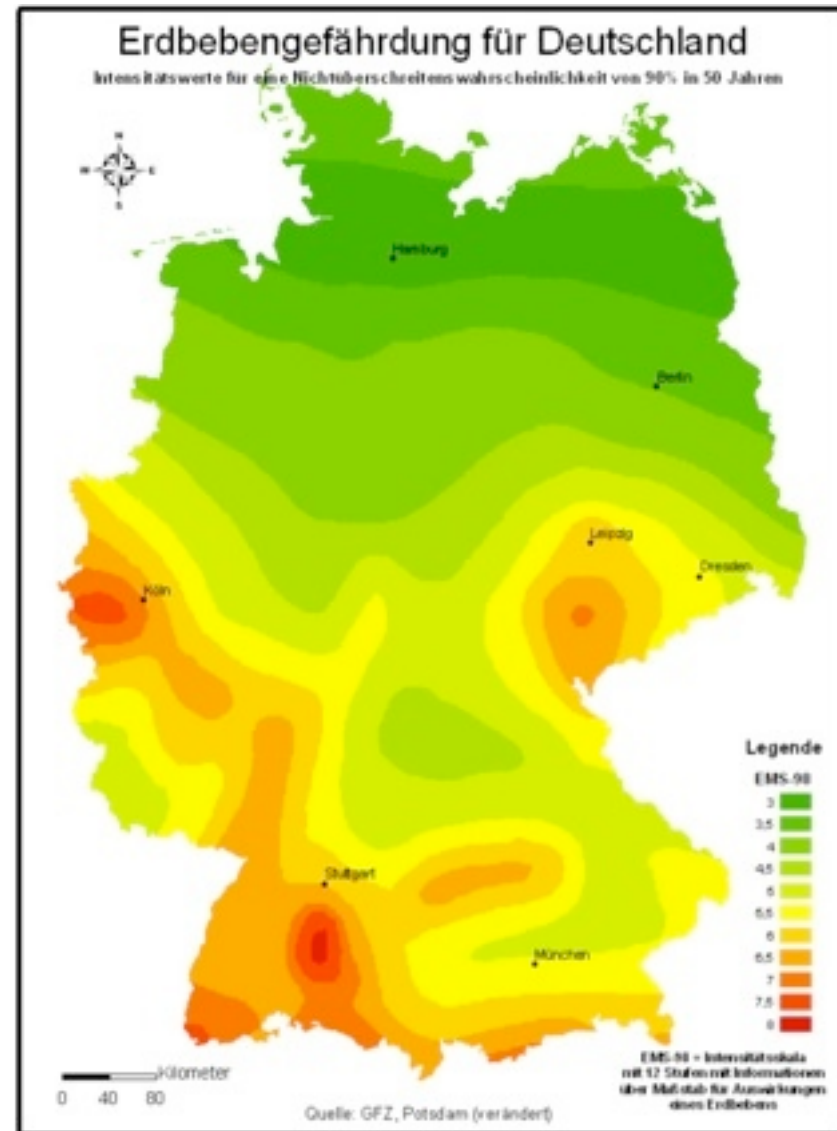 Erdbebengefährdung für Deutschland
Intensitätswerte für eine Nichtüberschreitenswahrscheinlichkeit von 90% in 50 Jahren
N
W E
S
Hamburg
Berlin
Leipzig
Dresden
Köln
Stuttgart
München
Legende
EMS-98
3
3,5
4
4,5
5
5,5
6
6,5
7
7,5
8
EMS-98 = Intensitätsskala
mit 12 Stufen mit Informationen
über Maßstab für Auswirkungen
eines Erdbebens
Kilometer
0 40 80
Quelle: GFZ, Potsdam (verändert)